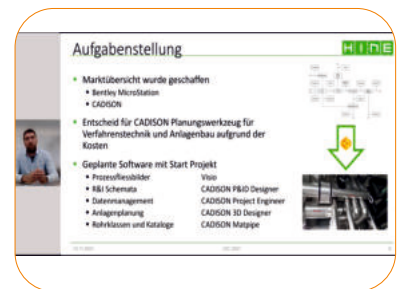 Aufgabenstellung
HINE
Marktübersicht wurde geschaffen
Bentley MicroStation
CADISON
Entscheid für CADISON Planungswerkzeug für
Verfahrenstechnik und Anlagenbau aufgrund der
Kosten
Geplante Software mit Start Projekt
Prozessfliessbilder Visio
R&I Schemata CADISON P&ID Designer
Datenmanagement CADISON Project Engineer
Anlagenplanung CADISON 3D Designer
Rohrklassen und Kataloge CADISON Matpipe